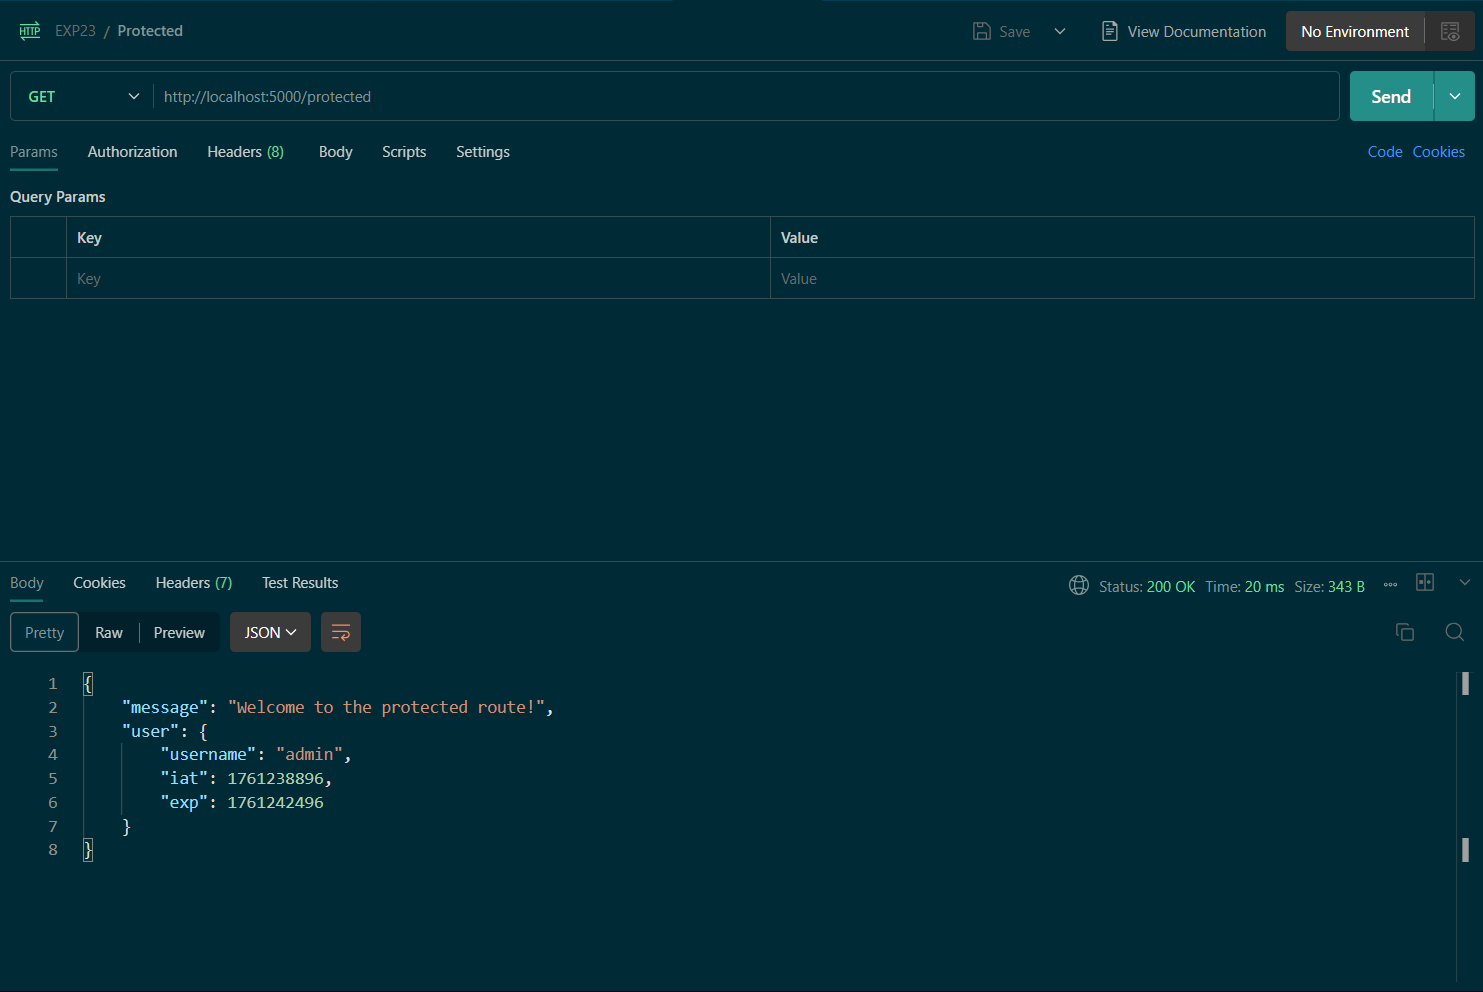 HTTP EXP23 / Protected Save View Documentation No Environment
GET http://localhost:5000/protected Send
Params Authorization Headers (8) Body Scripts Settings Code Cookies
Query Params
Key Value
Key Value
Body Cookies Headers (7) Test Results Status: 200 OK Time: 20 ms Size: 343 B
Pretty Raw Preview JSON
1 {
2 "message": "Welcome to the protected route!",
3 "user": {
4 "username": "admin",
5 "iat": 1761238896,
6 "exp": 1761242496
7 }
8 }